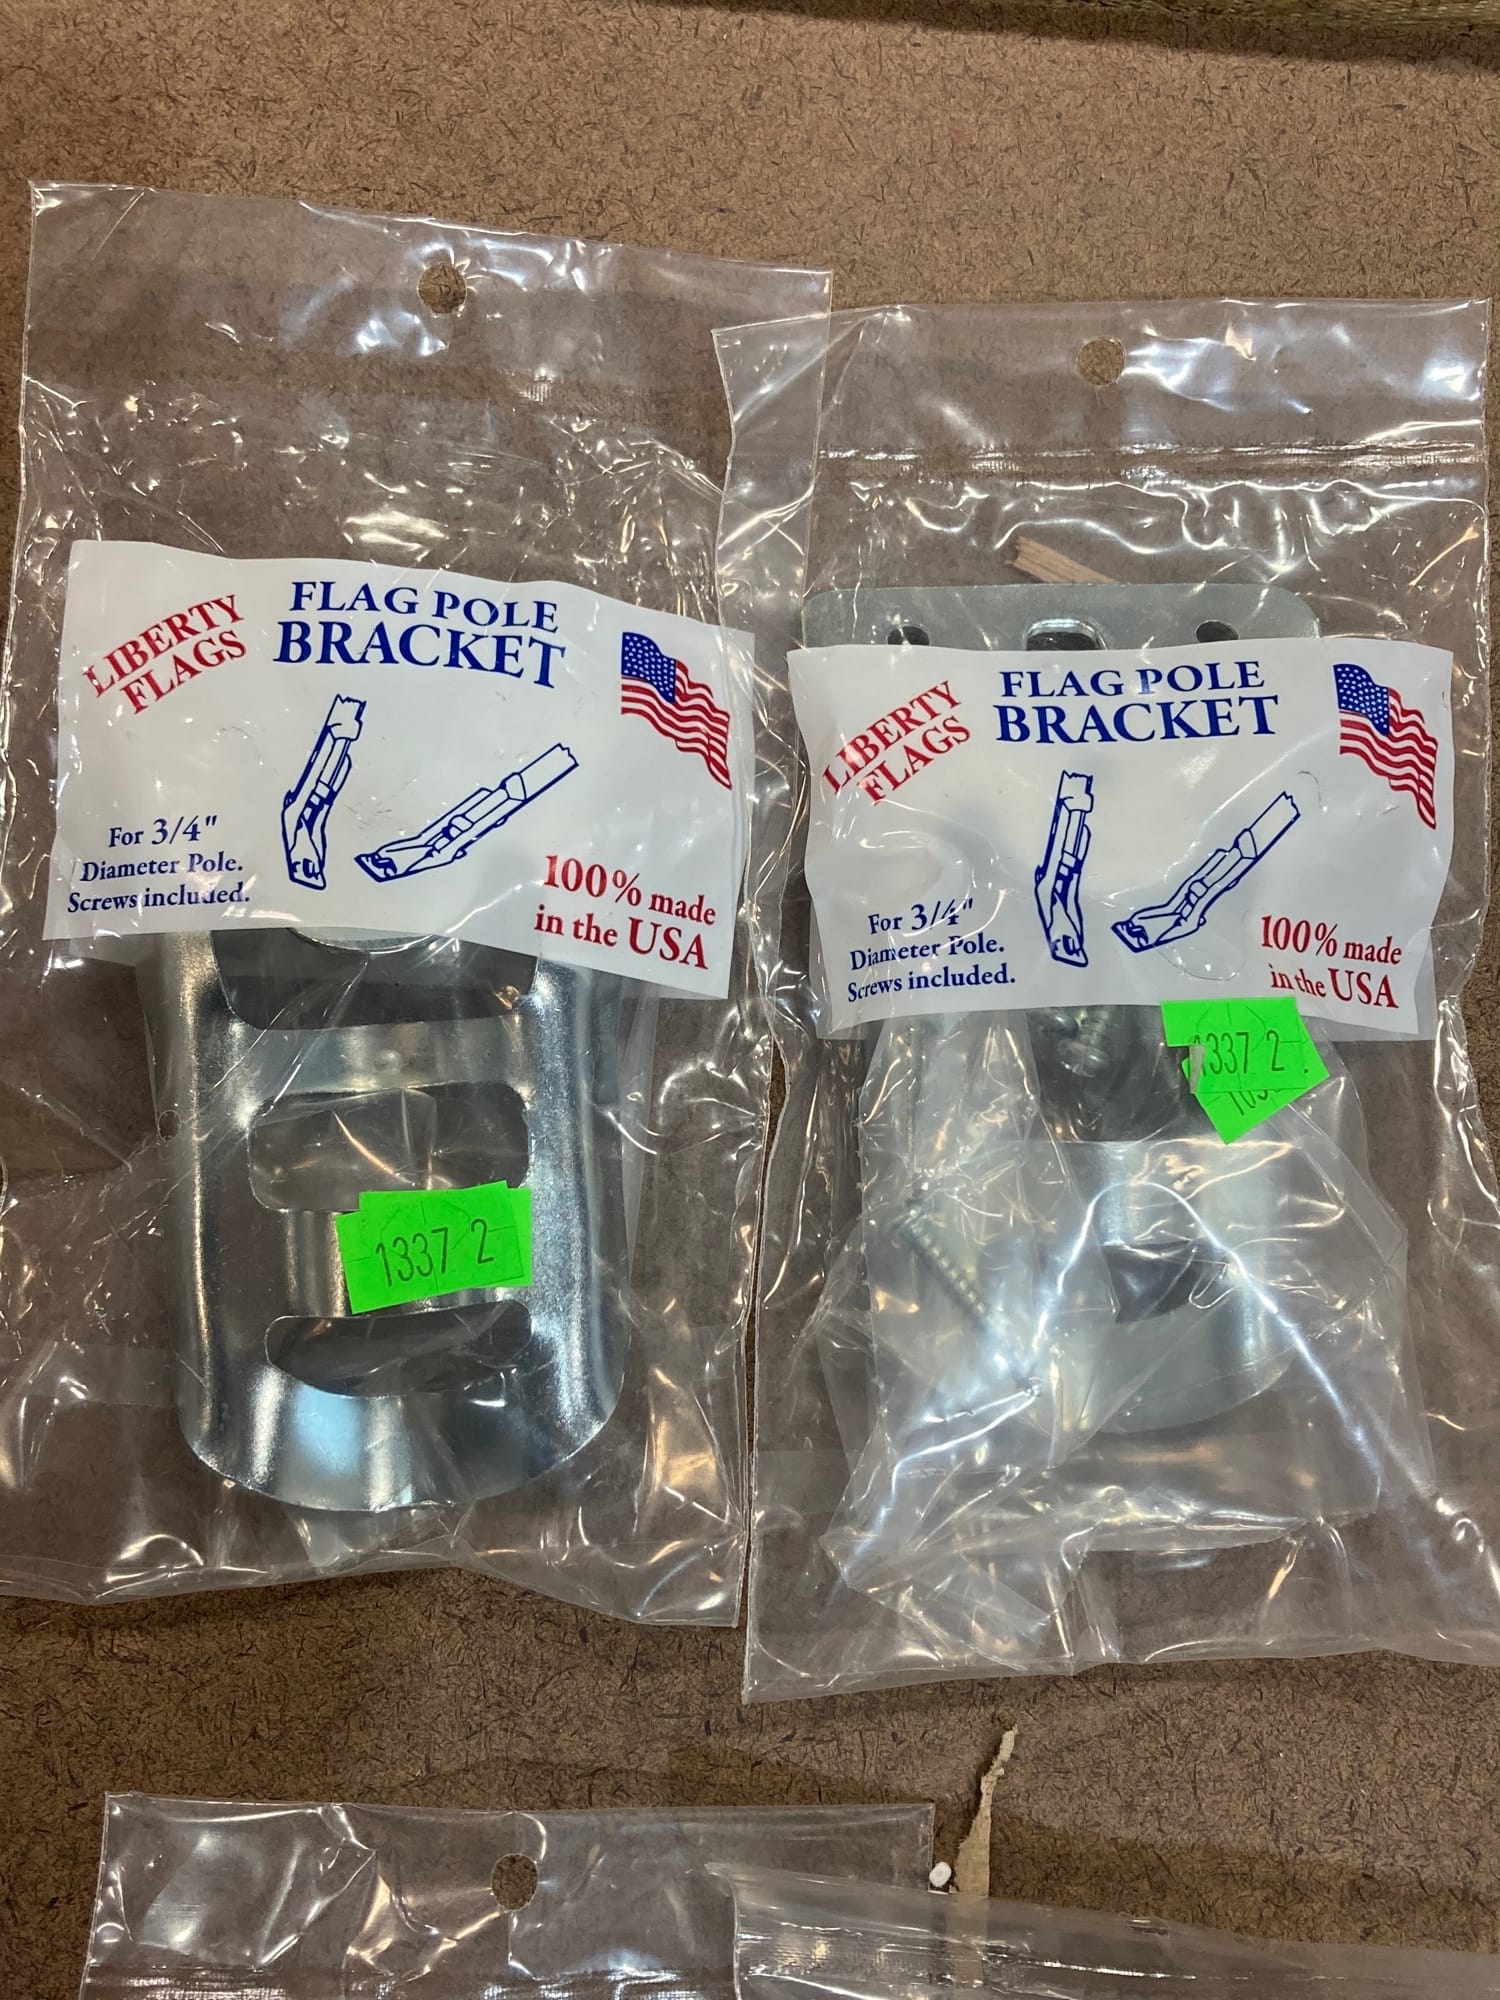 LIBERTY
FLAGS
FLAG POLE
BRACKET
For 3/4"
Diameter Pole.
Screws included.
100% made
in the USA
1337 2
LIBERTY
FLAGS
FLAG POLE
BRACKET
For 3/4"
Diameter Pole.
Screws included.
100% made
in the USA
1337 2